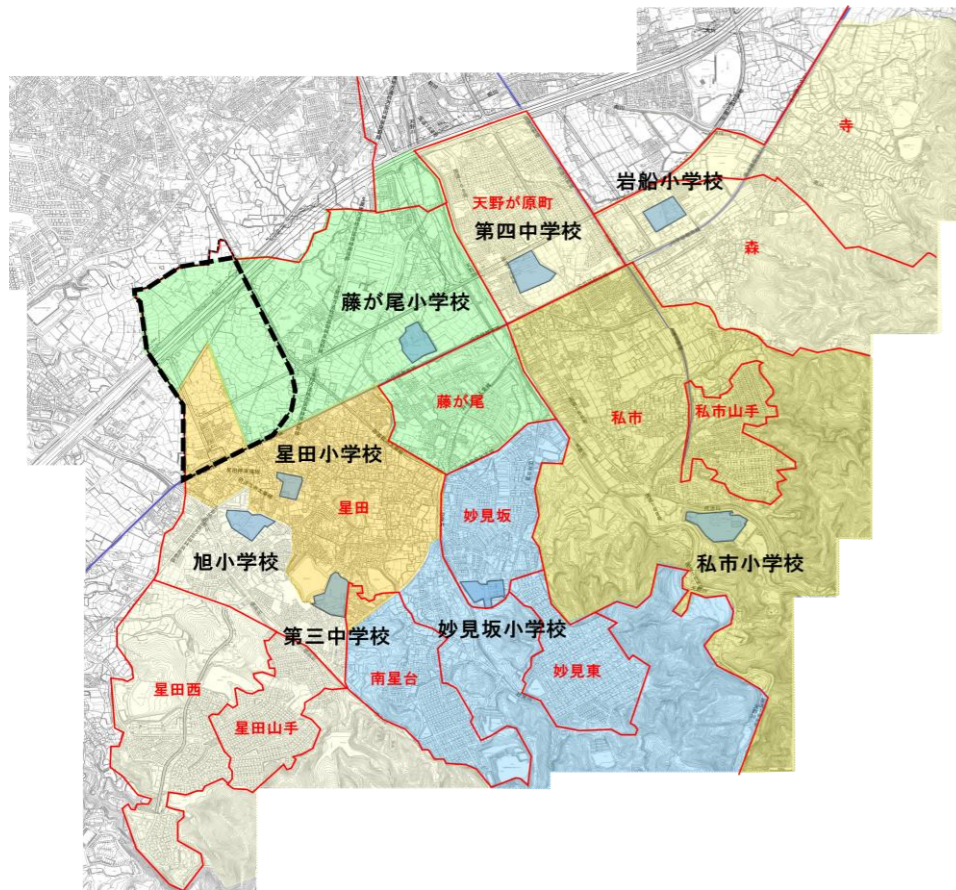 寺
岩船小学校
天野が原町
第四中学校
森
藤が尾小学校
藤が尾
私市
私市山手
星田小学校
星田
妙見坂
旭小学校
私市小学校
第三中学校
妙見坂小学校
南星台
妙見東
星田西
星田山手